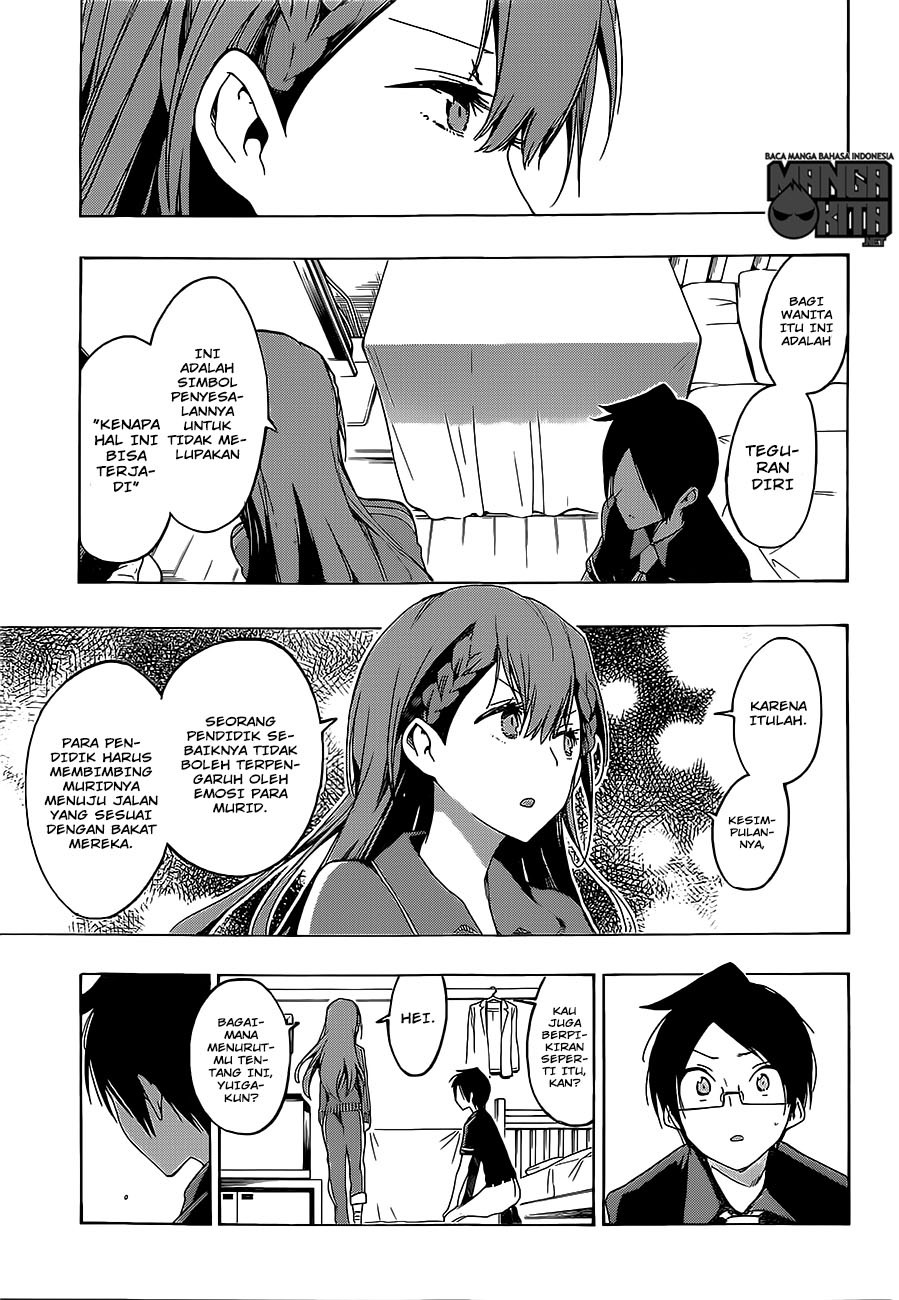 BACA MANGA BAHASA INDONESIA
MANGA
KITA
.NET
BAGI
WANITA
ITU INI
ADALAH
TEGU-
RAN
DIRI
INI
ADALAH
SIMBOL
PENYESA-
LANNYA
UNTUK
TIDAK ME-
LUPAKAN
"KENAPA
HAL INI
BISA
TERJA-
DI"
KARENA
ITULAH.
KESIM-
PULAN-
NYA,
SEORANG
PENDIDIK SE-
BAIKNYA TIDAK
BOLEH TERPEN-
GARUH OLEH
EMOSI PARA
MURID.
PARA PEN-
DIDIK HARUS
MEMBIMBING
MURIDNYA
MENUJU JALAN
YANG SESUAI
DENGAN BAKAT
MEREKA.
KAU
JUGA
BERPI-
KIRAN
SEPER-
TI ITU,
KAN?
HEI.
BAGAI-
MANA
MENURUT-
MU TEN-
TANG INI,
YUIGA-
KUN?